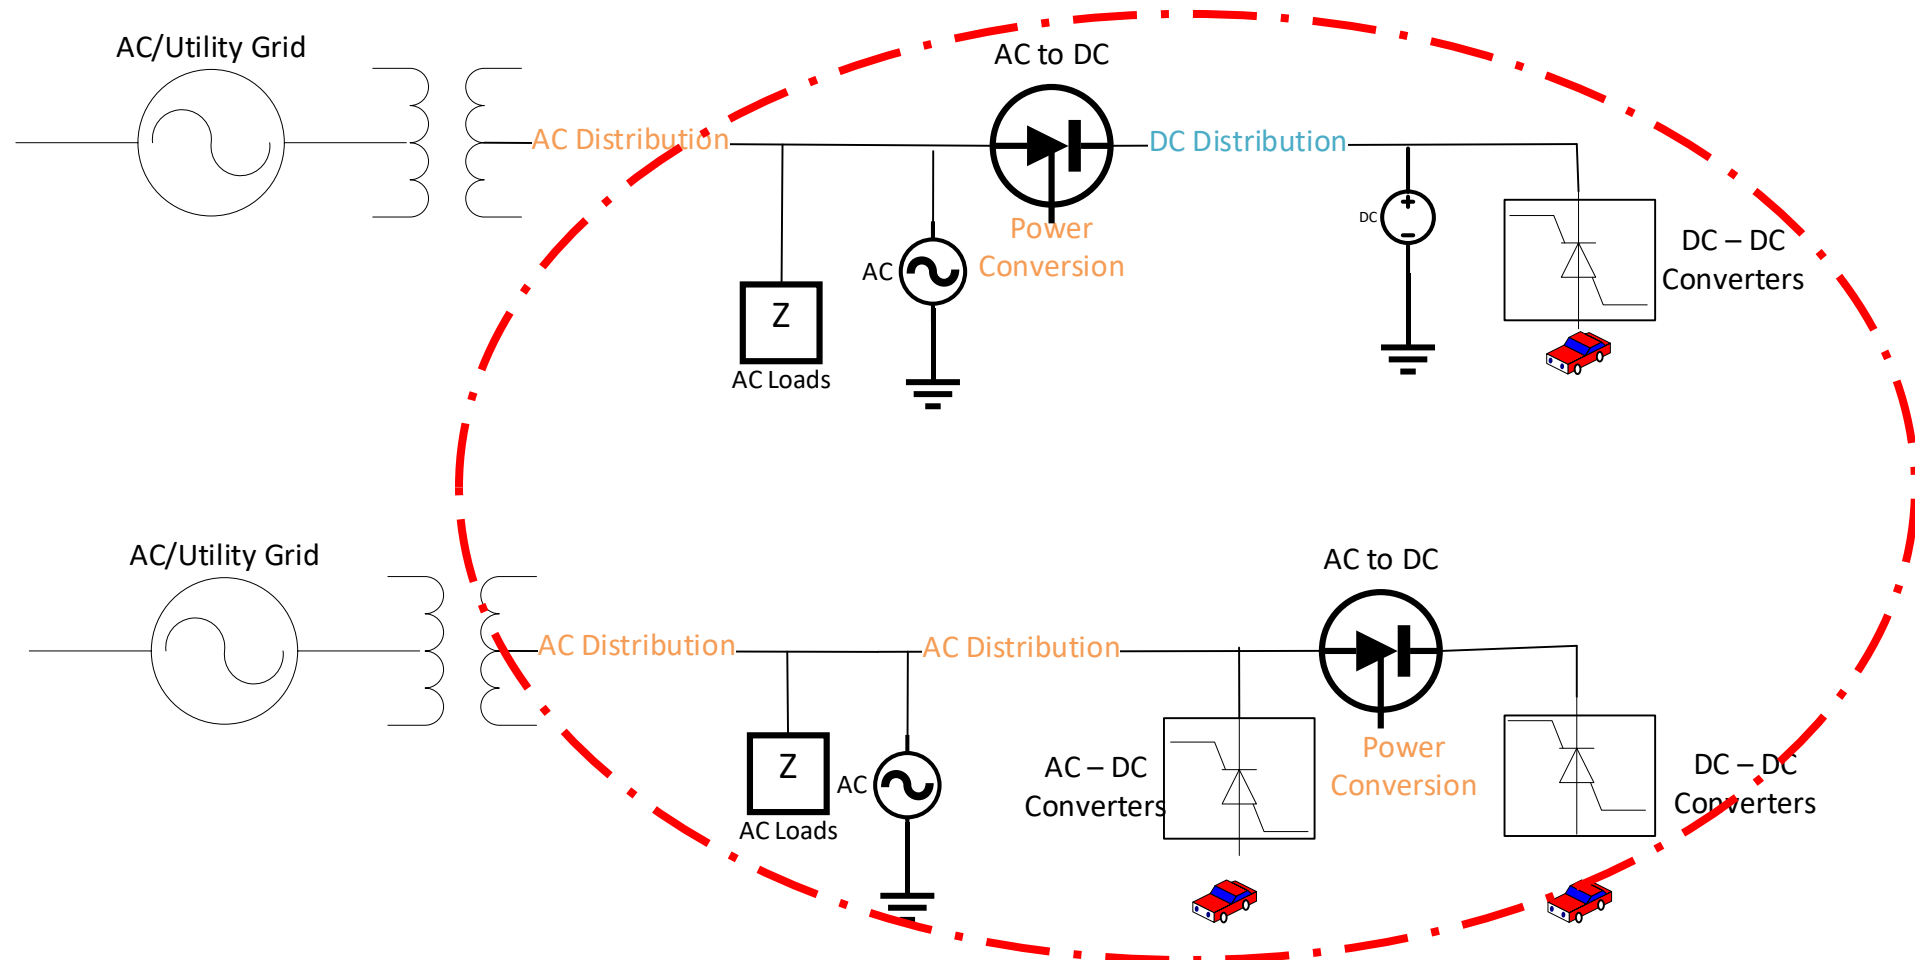 AC/Utility Grid
AC to DC
AC Distribution
DC Distribution
Power
Conversion
AC
Z
AC Loads
DC
DC – DC
Converters
AC/Utility Grid
AC to DC
AC Distribution
AC Distribution
Z
AC
AC Loads
AC – DC
Converters
Power
Conversion
DC – DC
Converters